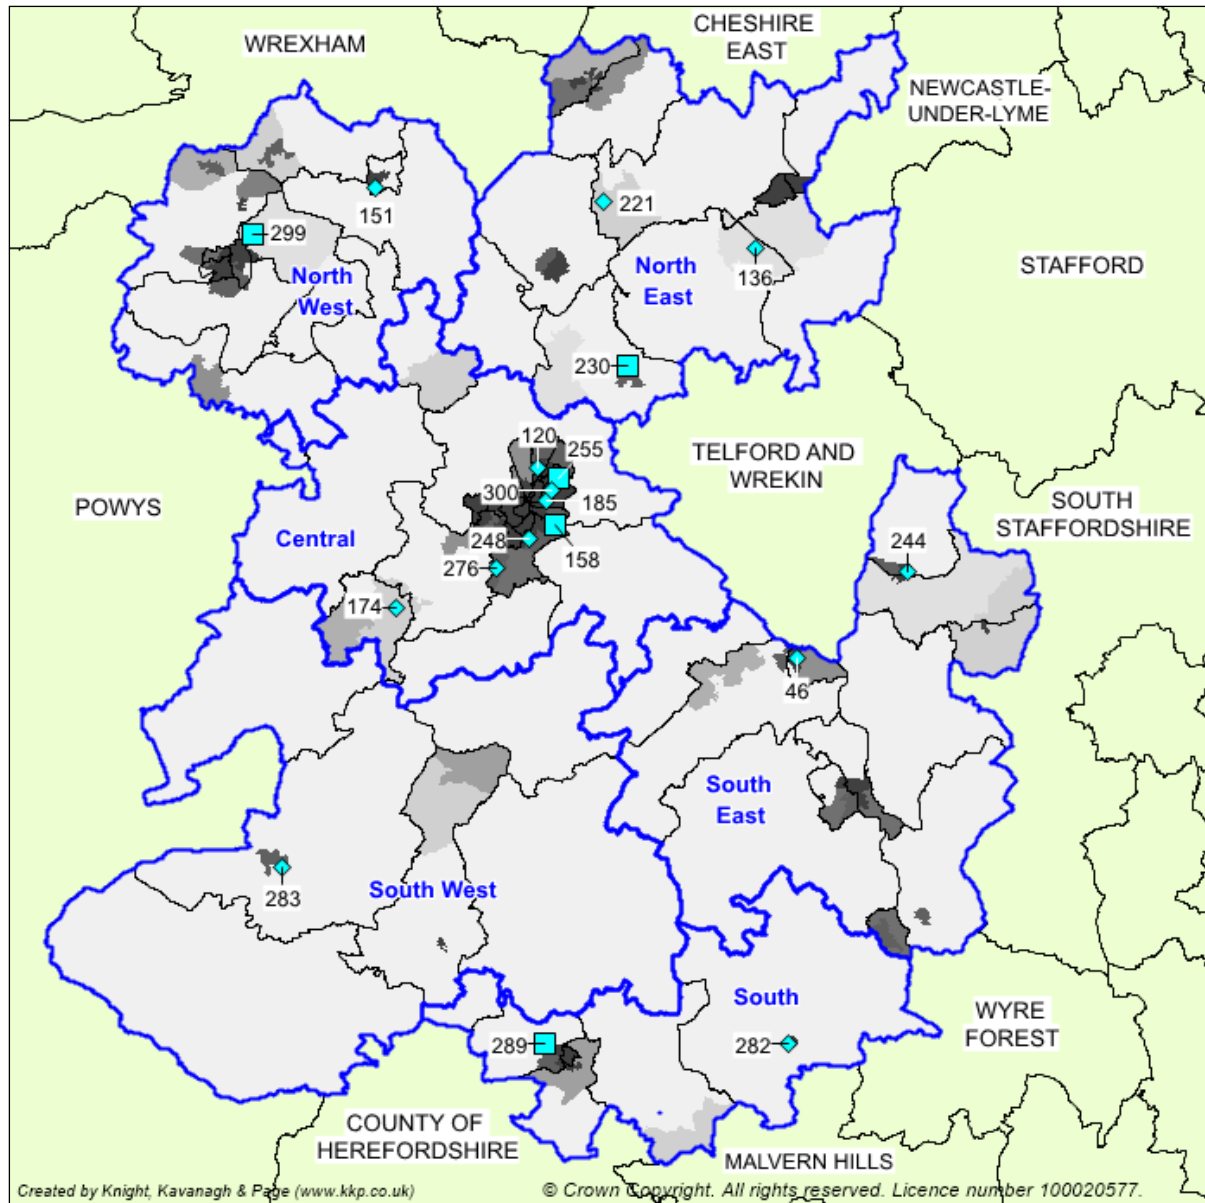 WREXHAM
CHESHIRE
EAST
NEWCASTLE-
UNDER-LYME
151
221
299
North
West
North
East
136
STAFFORD
230
120
255
TELFORD AND
WREKIN
300
185
POWYS
SOUTH
STAFFORDSHIRE
Central
248
158
244
276
174
46
South
East
283
South West
South
WYRE
FOREST
289
282
COUNTY OF
HEREFORDSHIRE
MALVERN HILLS
Created by Knight, Kavanagh & Page (www.kkp.co.uk)
© Crown Copyright. All rights reserved. Licence number 100020577.